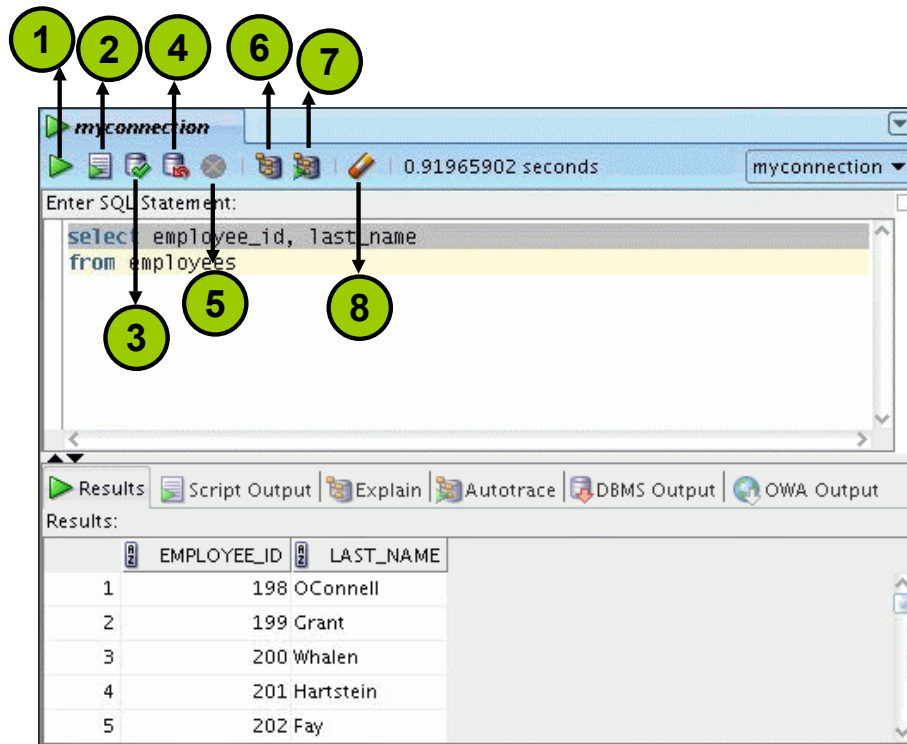 1
2
4
6
7
myconnection
0.91965902 seconds
myconnection
Enter SQL Statement:
select employee_id, last_name
from employees
3
5
8
Results
Script Output
Explain
Autotrace
DBMS Output
OWA Output
Results:
EMPLOYEE_ID LAST_NAME
1 198 OConnell
2 199 Grant
3 200 Whalen
4 201 Hartstein
5 202 Fay